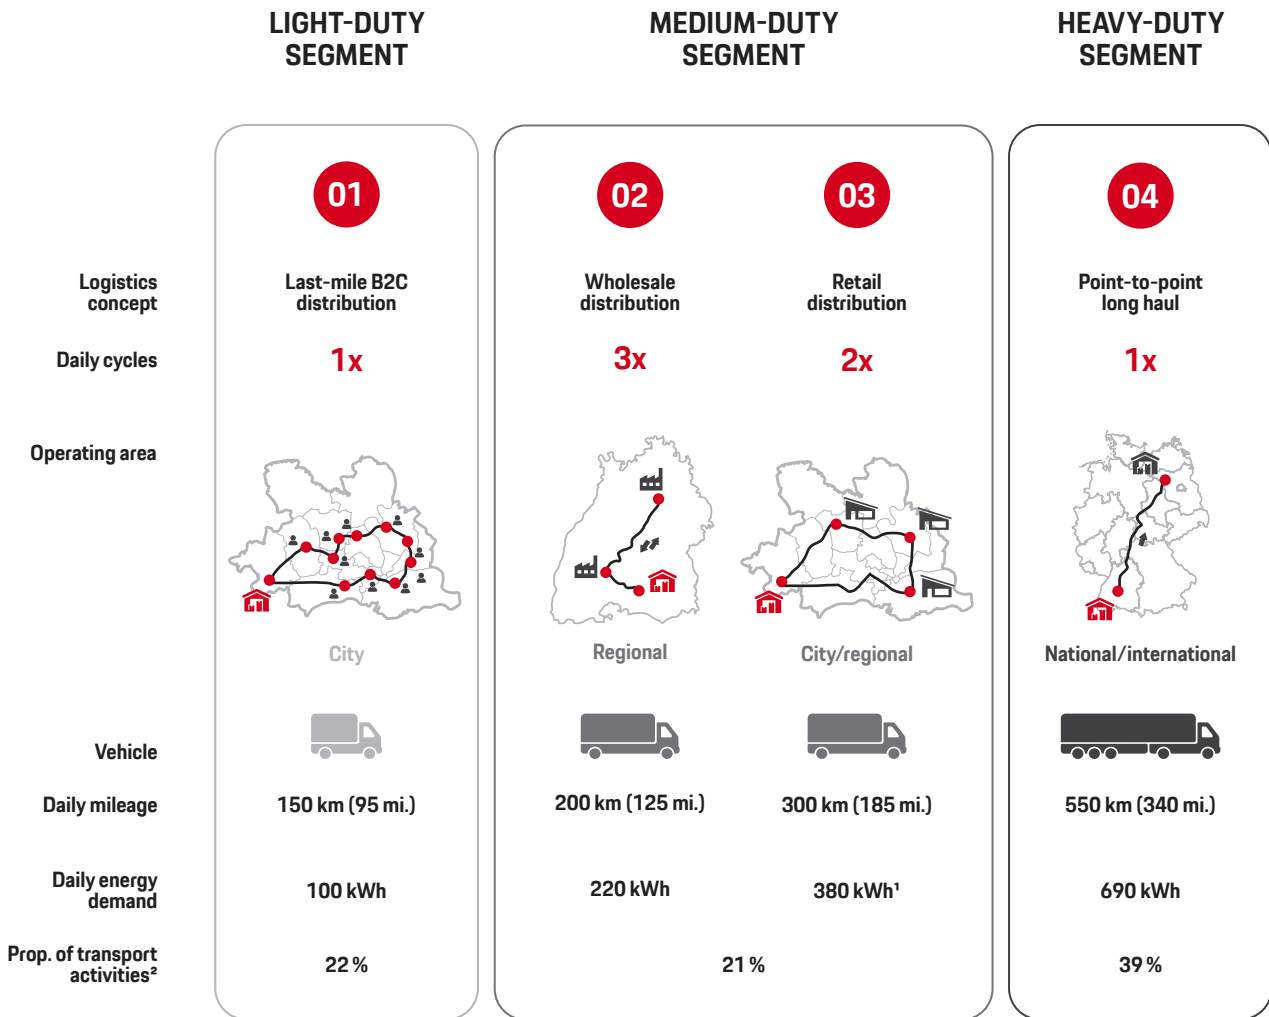 LIGHT-DUTY
SEGMENT
MEDIUM-DUTY
SEGMENT
HEAVY-DUTY
SEGMENT
01
02
03
04
Logistics
concept
Last-mile B2C
distribution
Wholesale
distribution
Retail
distribution
Point-to-point
long haul
Daily cycles
1x
3x
2x
1x
Operating area
City
Regional
City/regional
National/international
Vehicle
Daily mileage
150 km (95 mi.)
200 km (125 mi.)
300 km (185 mi.)
550 km (340 mi.)
Daily energy
demand
100 kWh
220 kWh
380 kWh¹
690 kWh
Prop. of transport
activities²
22 %
21 %
39 %